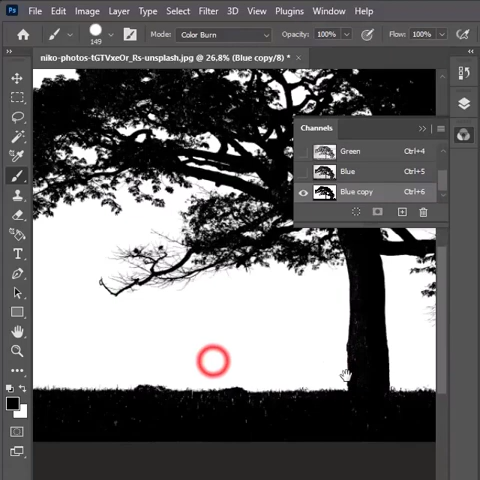 Ps File Edit Image Layer Type Select Filter 3D View Plugins Window Help
149 Mode: Color Burn Opacity: 100% Flow: 100%
niko-photos-tGTVxeOr_Rs-unsplash.jpg @ 26.8% (Blue copy/8) * ×
Channels
Green Ctrl+4
Blue Ctrl+5
Blue copy Ctrl+6